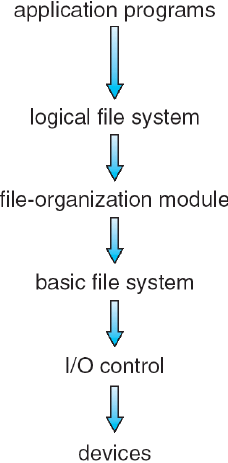 application programs
logical file system
file-organization module
basic file system
I/O control
devices